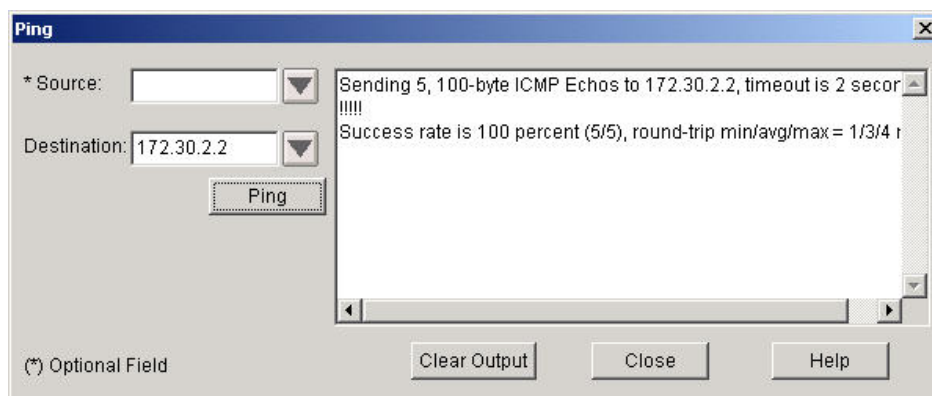 Ping
* Source:
Destination: 172.30.2.2
Ping
Sending 5, 100-byte ICMP Echos to 172.30.2.2, timeout is 2
!!!!!
Success rate is 100 percent (5/5), round-trip min/avg/max = 1/3/4
(*) Optional Field
Clear Output
Close
Help